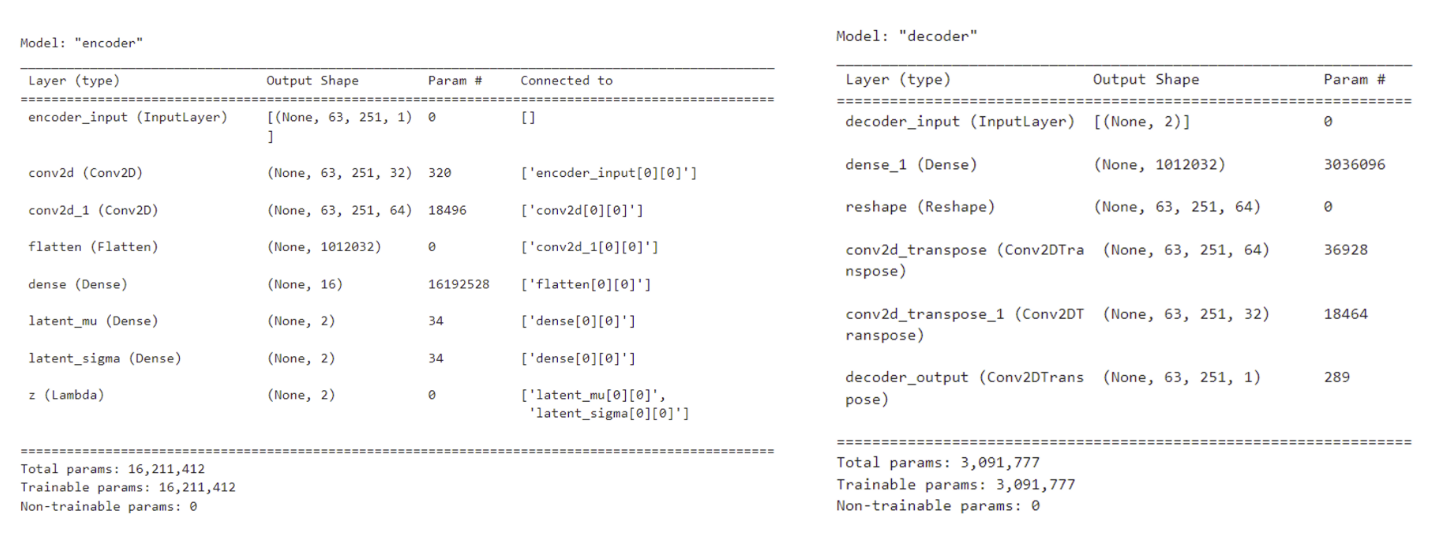 Model: "encoder"
Layer (type) Output Shape Param # Connected to
encoder_input (InputLayer) [(None, 63, 251, 1) 0 []
]
conv2d (Conv2D) (None, 63, 251, 32) 320 ['encoder_input[0][0]']
conv2d_1 (Conv2D) (None, 63, 251, 64) 18496 ['conv2d[0][0]']
flatten (Flatten) (None, 1012032) 0 ['conv2d_1[0][0]']
dense (Dense) (None, 16) 16192528 ['flatten[0][0]']
latent_mu (Dense) (None, 2) 34 ['dense[0][0]']
latent_sigma (Dense) (None, 2) 34 ['dense[0][0]']
z (Lambda) (None, 2) 0 ['latent_mu[0][0]',
'latent_sigma[0][0]']
Total params: 16,211,412
Trainable params: 16,211,412
Non-trainable params: 0
Model: "decoder"
Layer (type) Output Shape Param #
decoder_input (InputLayer) [(None, 2)] 0
dense_1 (Dense) (None, 1012032) 3036096
reshape (Reshape) (None, 63, 251, 64) 0
conv2d_transpose (Conv2DTra (None, 63, 251, 64) 36928
nspose)
conv2d_transpose_1 (Conv2DT (None, 63, 251, 32) 18464
ranspose)
decoder_output (Conv2DTrans (None, 63, 251, 1) 289
pose)
Total params: 3,091,777
Trainable params: 3,091,777
Non-trainable params: 0